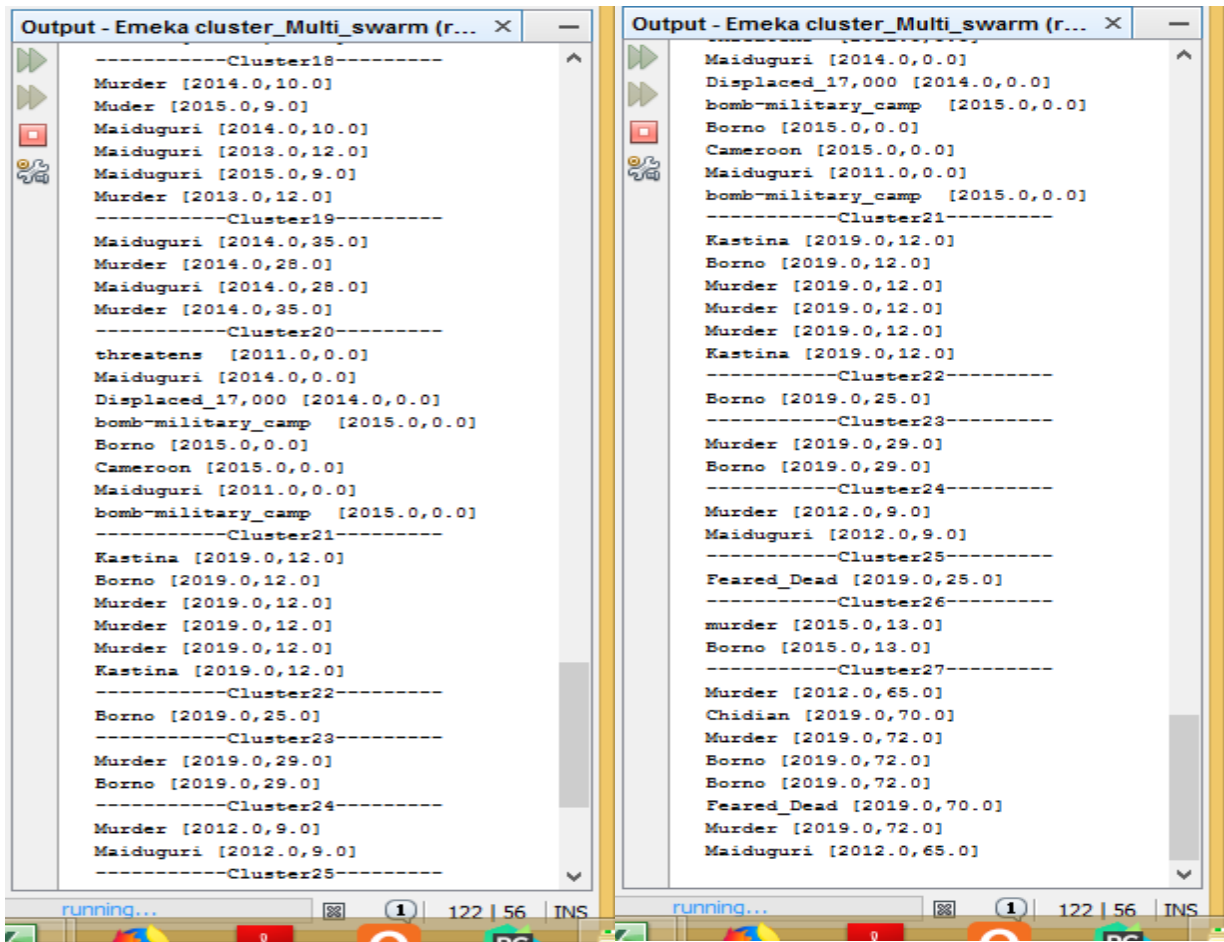 Output - Emeka cluster_Multi_swarm (r... ×
-----------Cluster18---------
Murder [2014.0,10.0]
Muder [2015.0,9.0]
Maiduguri [2014.0,10.0]
Maiduguri [2013.0,12.0]
Maiduguri [2015.0,9.0]
Murder [2013.0,12.0]
-----------Cluster19---------
Maiduguri [2014.0,35.0]
Murder [2014.0,28.0]
Maiduguri [2014.0,28.0]
Murder [2014.0,35.0]
-----------Cluster20---------
threatens  [2011.0,0.0]
Maiduguri [2014.0,0.0]
Displaced_17,000 [2014.0,0.0]
bomb-military_camp  [2015.0,0.0]
Borno [2015.0,0.0]
Cameroon [2015.0,0.0]
Maiduguri [2011.0,0.0]
bomb-military_camp  [2015.0,0.0]
-----------Cluster21---------
Kastina [2019.0,12.0]
Borno [2019.0,12.0]
Murder [2019.0,12.0]
Murder [2019.0,12.0]
Murder [2019.0,12.0]
Kastina [2019.0,12.0]
-----------Cluster22---------
Borno [2019.0,25.0]
-----------Cluster23---------
Murder [2019.0,29.0]
Borno [2019.0,29.0]
-----------Cluster24---------
Murder [2012.0,9.0]
Maiduguri [2012.0,9.0]
-----------Cluster25---------
running... 1 122 | 56 INS
Output - Emeka cluster_Multi_swarm (r... ×
Maiduguri [2014.0,0.0]
Displaced_17,000 [2014.0,0.0]
bomb-military_camp  [2015.0,0.0]
Borno [2015.0,0.0]
Cameroon [2015.0,0.0]
Maiduguri [2011.0,0.0]
bomb-military_camp  [2015.0,0.0]
-----------Cluster21---------
Kastina [2019.0,12.0]
Borno [2019.0,12.0]
Murder [2019.0,12.0]
Murder [2019.0,12.0]
Murder [2019.0,12.0]
Kastina [2019.0,12.0]
-----------Cluster22---------
Borno [2019.0,25.0]
-----------Cluster23---------
Murder [2019.0,29.0]
Borno [2019.0,29.0]
-----------Cluster24---------
Murder [2012.0,9.0]
Maiduguri [2012.0,9.0]
-----------Cluster25---------
Feared_Dead [2019.0,25.0]
-----------Cluster26---------
murder [2015.0,13.0]
Borno [2015.0,13.0]
-----------Cluster27---------
Murder [2012.0,65.0]
Chidian [2019.0,70.0]
Murder [2019.0,72.0]
Borno [2019.0,72.0]
Borno [2019.0,72.0]
Feared_Dead [2019.0,70.0]
Murder [2019.0,72.0]
Maiduguri [2012.0,65.0]
running... 1 122 | 56 INS